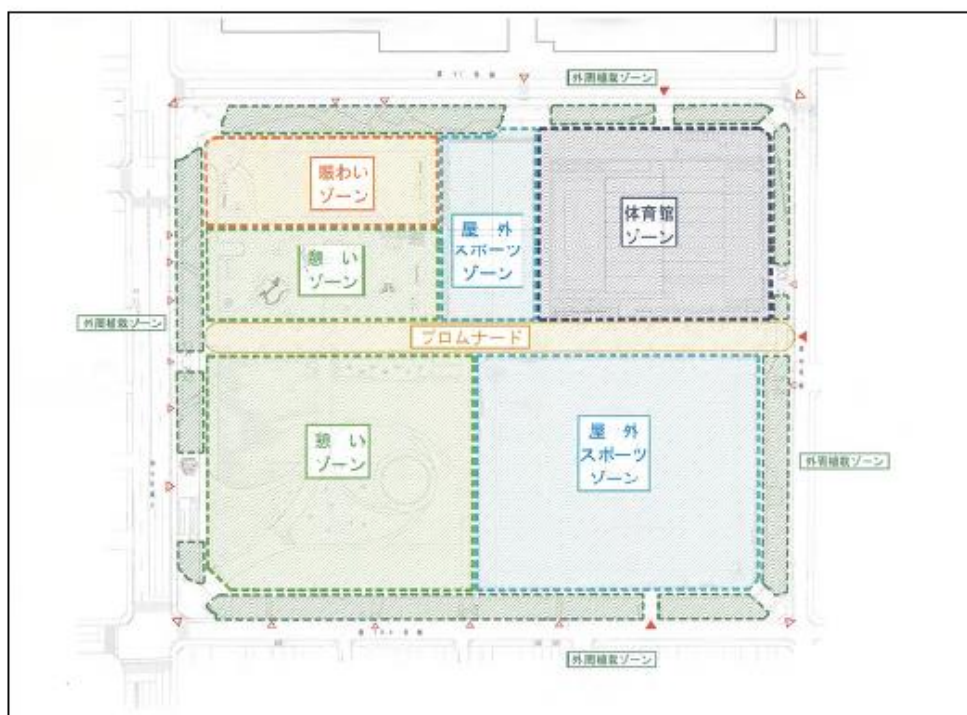 外周植栽ゾーン
賑わい
ゾーン
屋 外
スポーツ
ゾーン
体育館
ゾーン
憩 い
ゾーン
外周植栽ゾーン
プロムナード
憩 い
ゾーン
屋 外
スポーツ
ゾーン
外周植栽ゾーン
外周植栽ゾーン